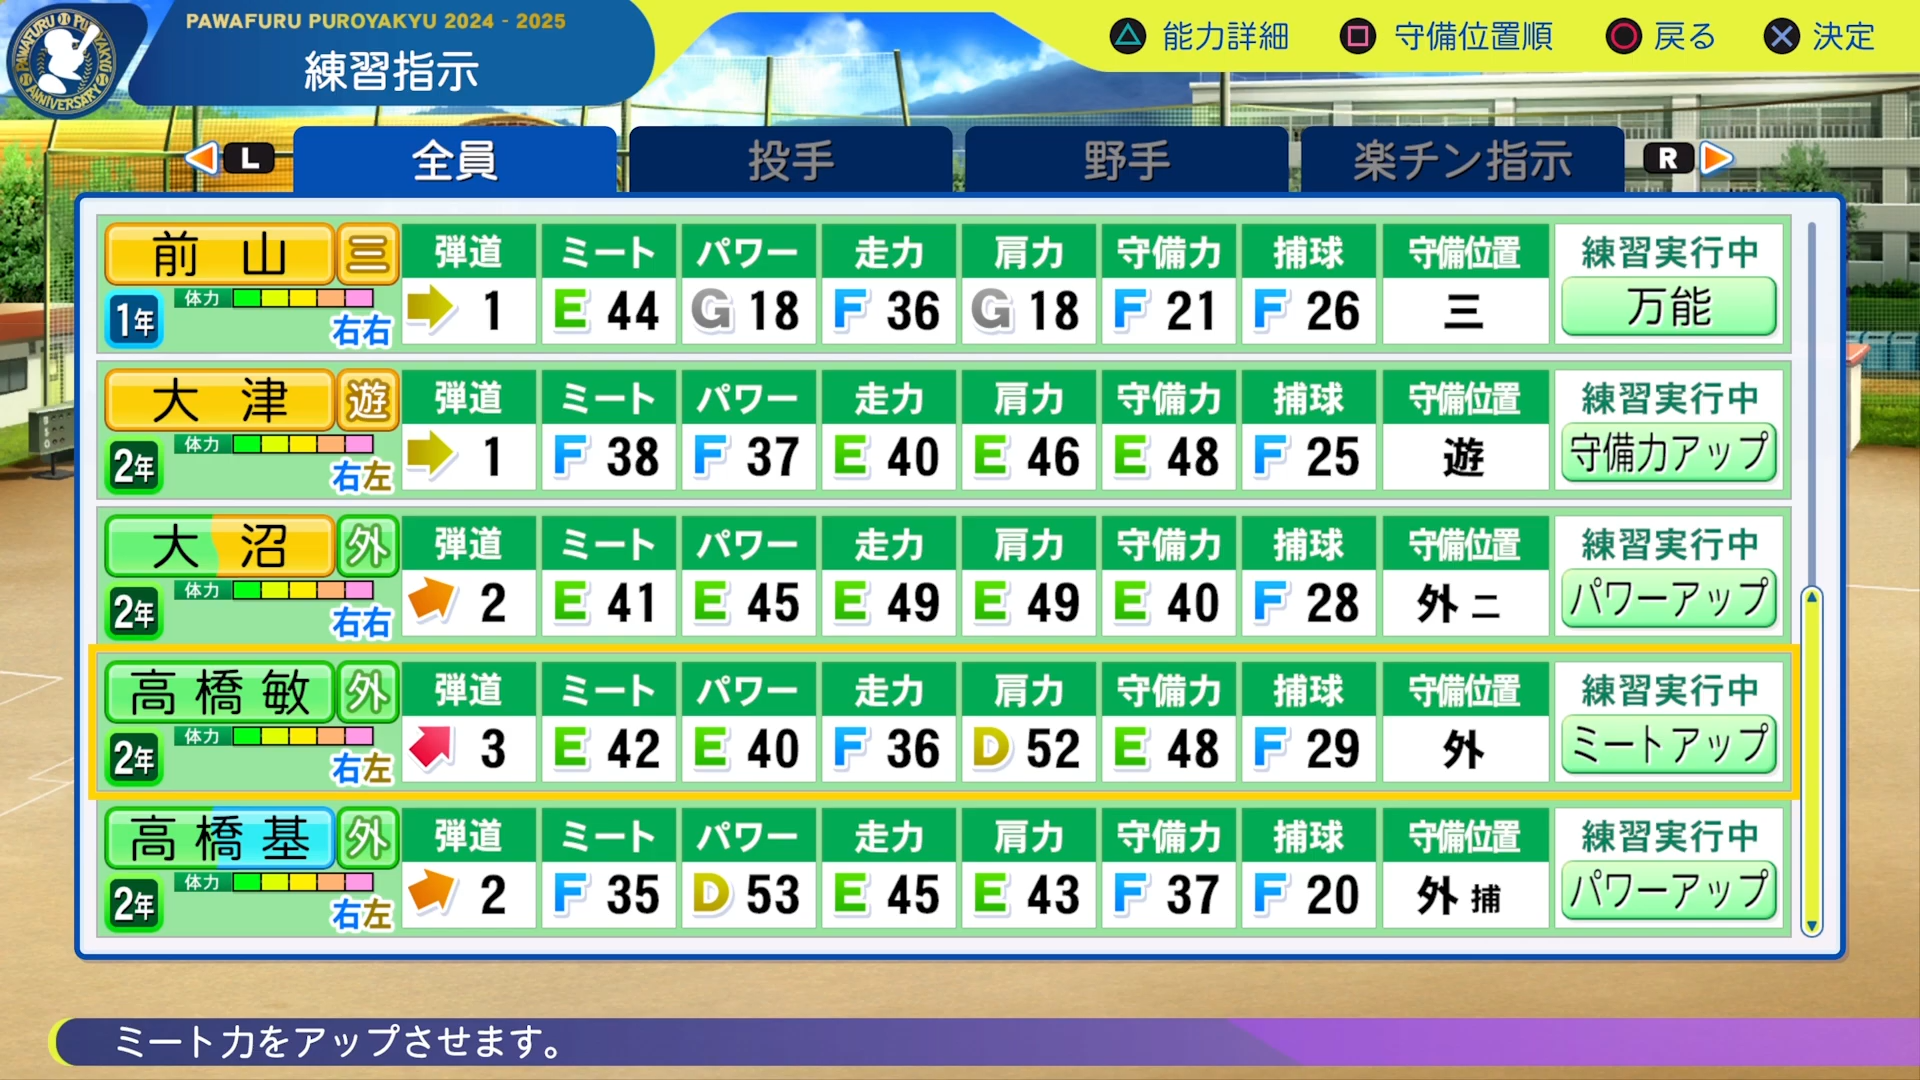 PAWAFURU PUROYAKYU 2024 - 2025
練習指示
能力詳細 守備位置順 戻る 決定
L 全員 投手 野手 楽チン指示 R
前山 三 弾道 ミート パワー 走力 肩力 守備力 捕球 守備位置 練習実行中
1年 体力 右右 1 E 44 G 18 F 36 G 18 F 21 F 26 三 万能
大津 遊 弾道 ミート パワー 走力 肩力 守備力 捕球 守備位置 練習実行中
2年 体力 右左 1 F 38 F 37 E 40 E 46 E 48 F 25 遊 守備力アップ
大沼 外 弾道 ミート パワー 走力 肩力 守備力 捕球 守備位置 練習実行中
2年 体力 右右 2 E 41 E 45 E 49 E 49 E 40 F 28 外 二 パワーアップ
高橋敏 外 弾道 ミート パワー 走力 肩力 守備力 捕球 守備位置 練習実行中
2年 体力 右左 3 E 42 E 40 F 36 D 52 E 48 F 29 外 ミートアップ
高橋基 外 弾道 ミート パワー 走力 肩力 守備力 捕球 守備位置 練習実行中
2年 体力 右左 2 F 35 D 53 E 45 E 43 F 37 F 20 外 捕 パワーアップ
ミート力をアップさせます。